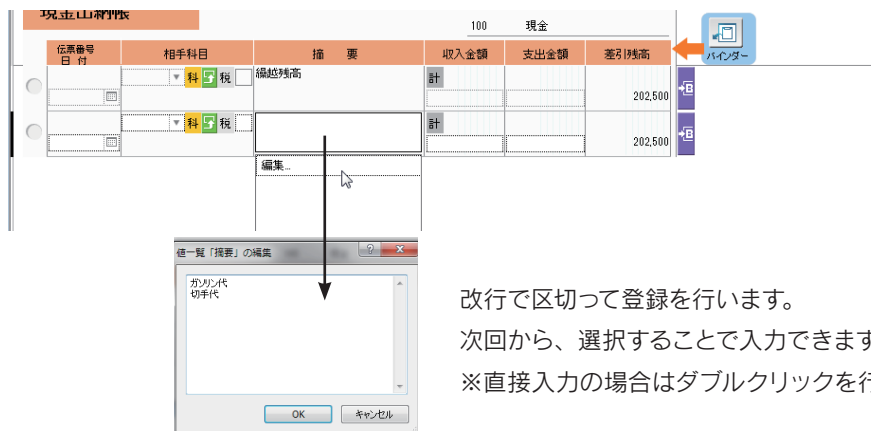 現金出納帳
100 現金
バインダー
伝票番号
日 付
相手科目
摘 要
収入金額
支出金額
差引残高
科 税
繰越残高
計
202,500
+B
科 税
計
202,500
+B
編集...
値一覧「摘要」の編集
ガソリン代
切手代
OK
キャンセル
改行で区切って登録を行います。
次回から、選択することで入力できます
※直接入力の場合はダブルクリックを行